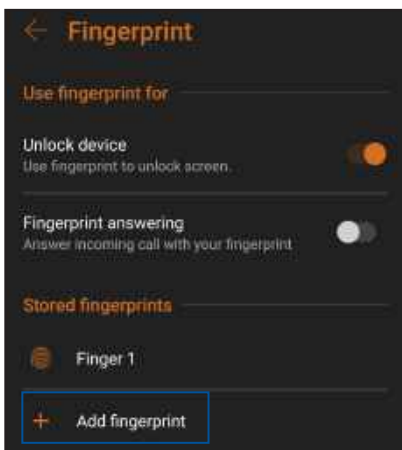 Fingerprint
Use fingerprint for
Unlock device
Use fingerprint to unlock screen.
Fingerprint answering
Answer incoming call with your fingerprint
Stored fingerprints
Finger 1
Add fingerprint